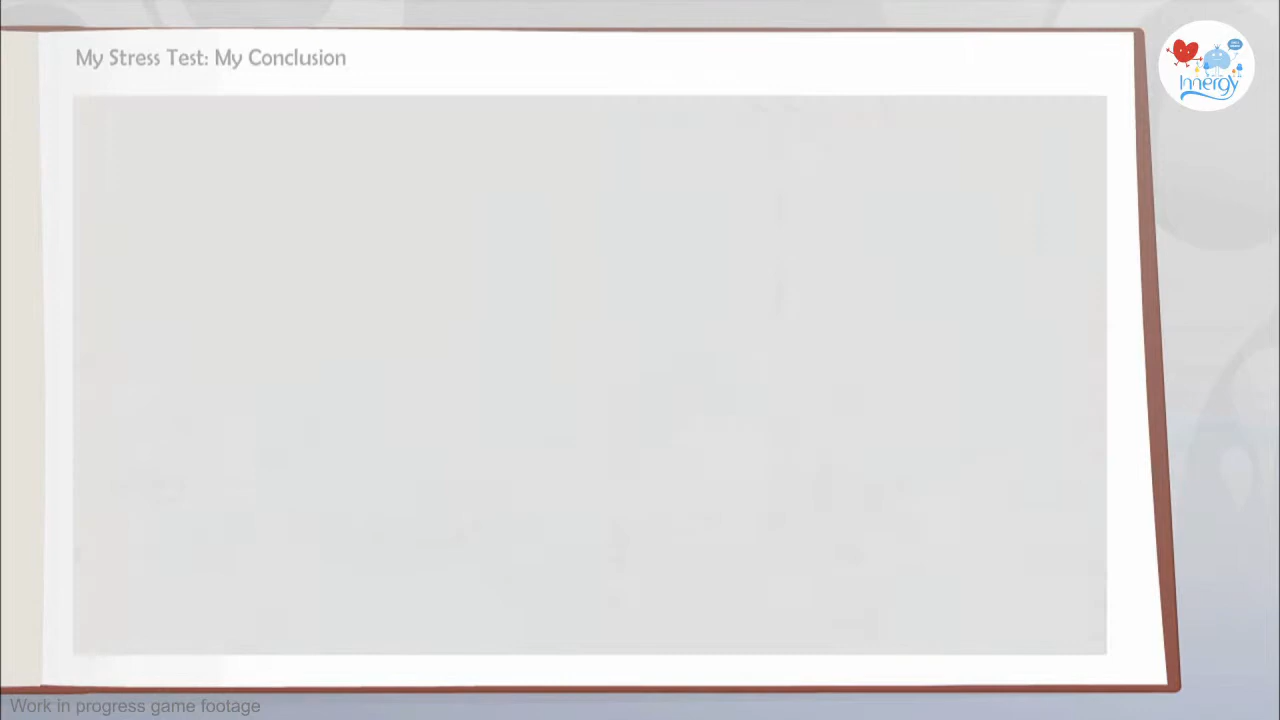 My Stress Test: My Conclusion
Innergy
Work in progress game footage